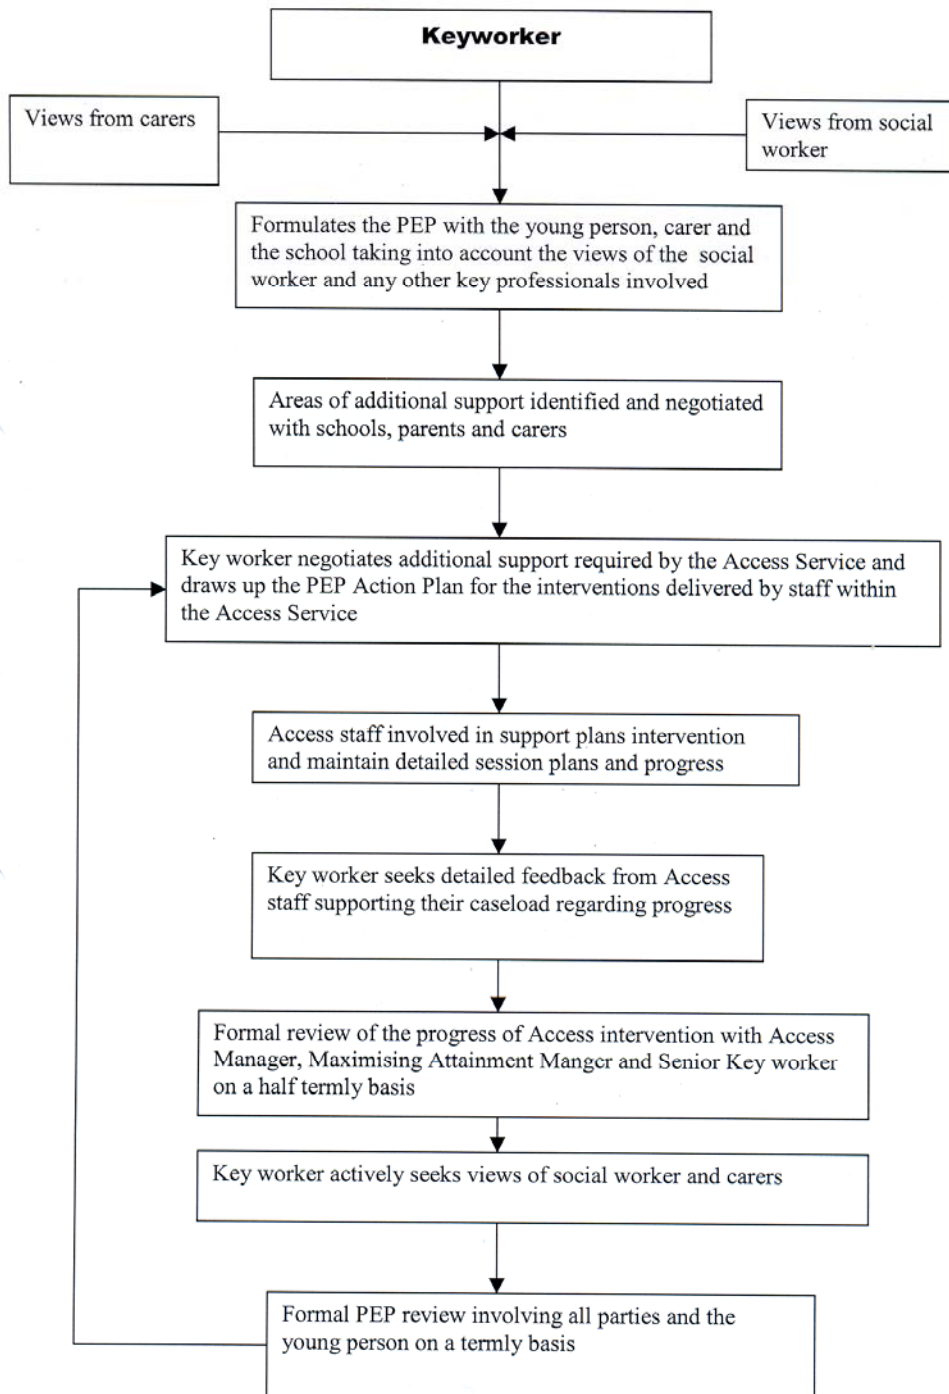 Keyworker
Views from carers
Views from social
worker
Formulates the PEP with the young person, carer and
the school taking into account the views of the social
worker and any other key professionals involved
Areas of additional support identified and negotiated
with schools, parents and carers
Key worker negotiates additional support required by the Access Service and
draws up the PEP Action Plan for the interventions delivered by staff within
the Access Service
Access staff involved in support plans intervention
and maintain detailed session plans and progress
Key worker seeks detailed feedback from Access
staff supporting their caseload regarding progress
Formal review of the progress of Access intervention with Access
Manager, Maximising Attainment Manger and Senior Key worker
on a half termly basis
Key worker actively seeks views of social worker and carers
Formal PEP review involving all parties and the
young person on a termly basis